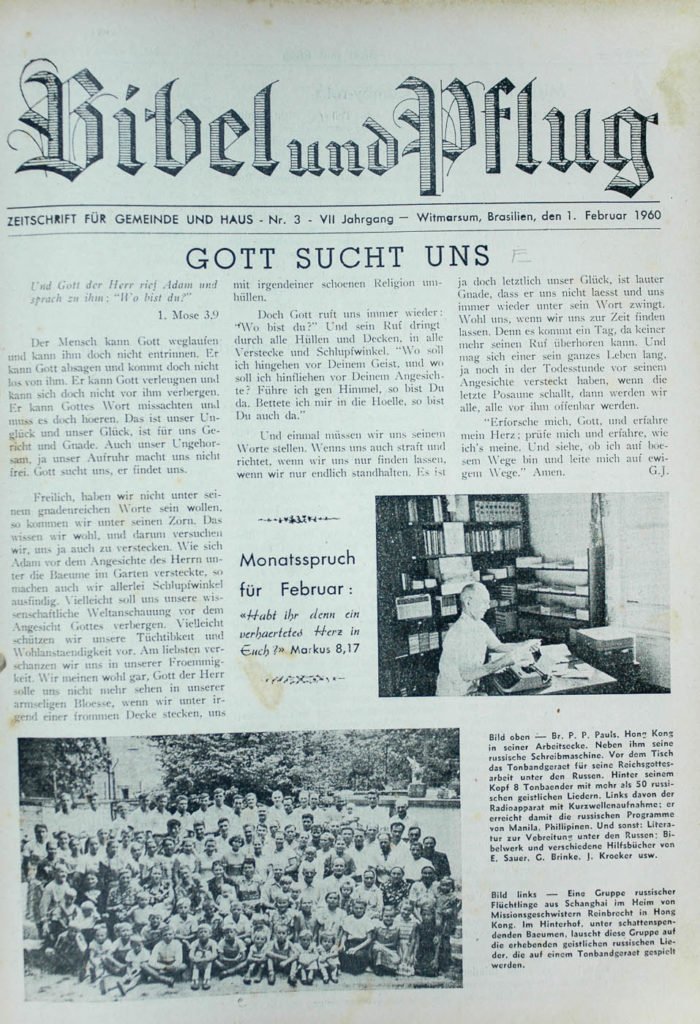 Bibel und Pflug
ZEITSCHRIFT FÜR GEMEINDE UND HAUS - Nr. 3 - VII Jahrgang — Witmarsum, Brasilien, den 1. Februar 1960
GOTT SUCHT UNS E
Und Gott der Herr rief Adam und
sprach zu ihm: "Wo bist du?"
1. Mose 3,9
Der Mensch kann Gott weglaufen
und kann ihm doch nicht entrinnen. Er
kann Gott absagen und kommt doch nicht
los von ihm. Er kann Gott verleugnen und
kann sich doch nicht vor ihm verbergen.
Er kann Gottes Wort missachten und
muss es doch hoeren. Das ist unser Un-
glück und unser Glück, ist für uns Ge-
richt und Gnade. Auch unser Ungehor-
sam, ja unser Aufruhr macht uns nicht
frei. Gott sucht uns, er findet uns.
Freilich, haben wir nicht unter sei-
nem gnadenreichen Worte sein wollen,
so kommen wir unter seinen Zorn. Das
wissen wir wohl, und darum versuchen
wir, uns ja auch zu verstecken. Wie sich
Adam vor dem Angesichte des Herrn un-
ter die Baeume im Garten versteckte, so
machen auch wir allerlei Schlupfwinkel
ausfindig. Vielleicht soll uns unsere wis-
senschaftliche Weltanschauung vor dem
Angesicht Gottes verbergen. Vielleicht
schützen wir unsere Tüchtibkeit und
Wohlanstaendigkeit vor. Am liebsten ver-
schanzen wir uns in unserer Froemmig-
keit. Wir meinen wohl gar, Gott der Herr
solle uns nicht mehr sehen in unserer
armseligen Bloesse, wenn wir unter ir-
gend einer frommen Decke stecken, uns
mit irgendeiner schoenen Religion um-
hüllen.
Doch Gott ruft uns immer wieder:
"Wo bist du?" Und sein Ruf dringt
durch alle Hüllen und Decken, in alle
Verstecke und Schlupfwinkel. "Wo soll
ich hingehen vor Deinem Geist, und wo
soll ich hinfliehen vor Deinem Angesich-
te? Führe ich gen Himmel, so bist Du
da. Bettete ich mir in die Hoelle, so bist
Du auch da."
Und einmal müssen wir uns seinem
Worte stellen. Wenns uns auch straft und
richtet, wenn wir uns nur finden lassen,
wenn wir nur endlich standhalten. Es ist
ja doch letztlich unser Glück, ist lauter
Gnade, dass er uns nicht laesst und uns
immer wieder unter sein Wort zwingt.
Wohl uns, wenn wir uns zur Zeit finden
lassen. Denn es kommt ein Tag, da keiner
mehr seinen Ruf überhoren kann. Und
mag sich einer sein ganzes Leben lang,
ja noch in der Todesstunde vor seinem
Angesichte versteckt haben, wenn die
letzte Posaune schallt, dann werden wir
alle, alle vor ihm offenbar werden.
"Erforsche mich, Gott, und erfahre
mein Herz; prüfe mich und erfahre, wie
ich's meine. Und siehe, ob ich auf boe-
sem Wege bin und leite mich auf ewi-
gem Wege." Amen. G.J.
Monatsspruch
für Februar:
«Habt ihr denn ein
verhaertetes Herz in
Euch?» Markus 8,17
Bild oben — Br. P. P. Pauls, Hong Kong
in seiner Arbeitsecke. Neben ihm seine
russische Schreibmaschine. Vor dem Tisch
das Tonbandgeraet für seine Reichsgottes-
arbeit unter den Russen. Hinter seinem
Kopf 8 Tonbaender mit mehr als 50 russi-
schen geistlichen Liedern. Links davon der
Radioapparat mit Kurzwellenaufnahme; er
erreicht damit die russischen Programme
von Manila, Phillipinen. Und sonst: Litera-
tur zur Vebreitung unter den Russen; Bi-
belwerk und verschiedene Hilfsbücher von
E. Sauer, G. Brinke, J. Kroeker usw.
Bild links — Eine Gruppe russischer
Flüchtlinge aus Schanghai im Heim von
Missionsgeschwistern Reinbrecht in Hong
Kong. Im Hinterhof, unter schattenspen-
denden Baeumen, lauscht diese Gruppe auf
die erhebenden geistlichen russischen Lie-
der, die auf einem Tonbandgeraet gespielt
werden.